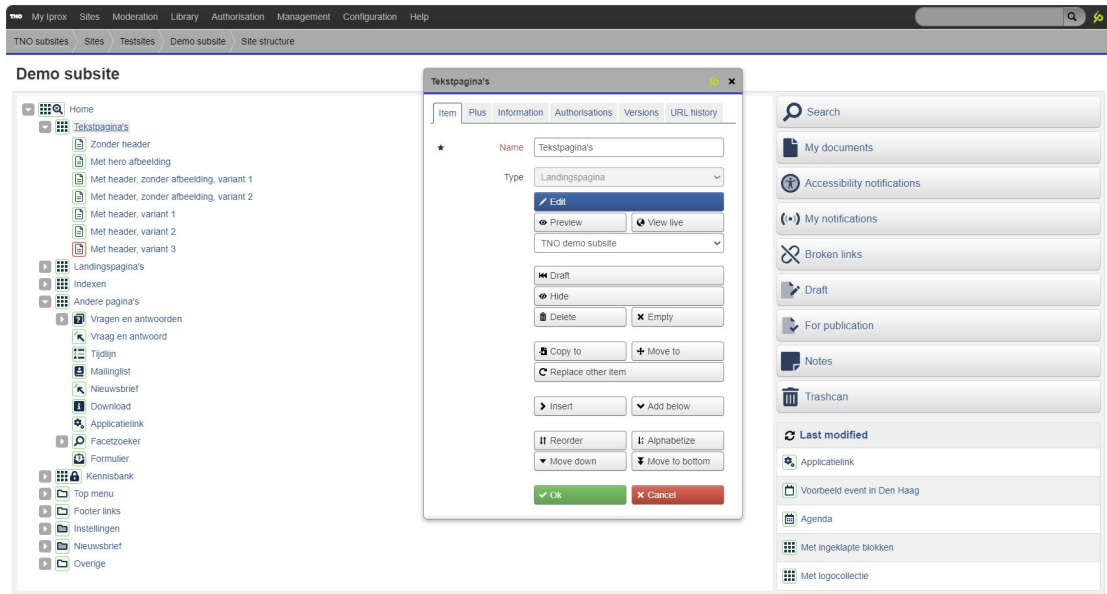 TNO My Iprox Sites Moderation Library Authorisation Management Configuration Help
TNO subsites Sites Testsites Demo subsite Site structure
Demo subsite
Home
Tekstpagina's
Zonder header
Met hero afbeelding
Met header, zonder afbeelding, variant 1
Met header, zonder afbeelding, variant 2
Met header, variant 1
Met header, variant 2
Met header, variant 3
Landingspagina's
Indexen
Andere pagina's
Vragen en antwoorden
Vraag en antwoord
Tijdlijn
Mailinglist
Nieuwsbrief
Download
Applicatielink
Facetzoeker
Formulier
Kennisbank
Top menu
Footer links
Instellingen
Nieuwsbrief
Overige
Tekstpagina's
Item Plus Information Authorisations Versions URL history
Name Tekstpagina's
Type Landingspagina
Edit
Preview View live
TNO demo subsite
Draft
Hide
Delete Empty
Copy to Move to
Replace other item
Insert Add below
Reorder Alphabetize
Move down Move to bottom
Ok Cancel
Search
My documents
Accessibility notifications
My notifications
Broken links
Draft
For publication
Notes
Trashcan
Last modified
Applicatielink
Voorbeeld event in Den Haag
Agenda
Met ingeklapte blokken
Met logocollectie